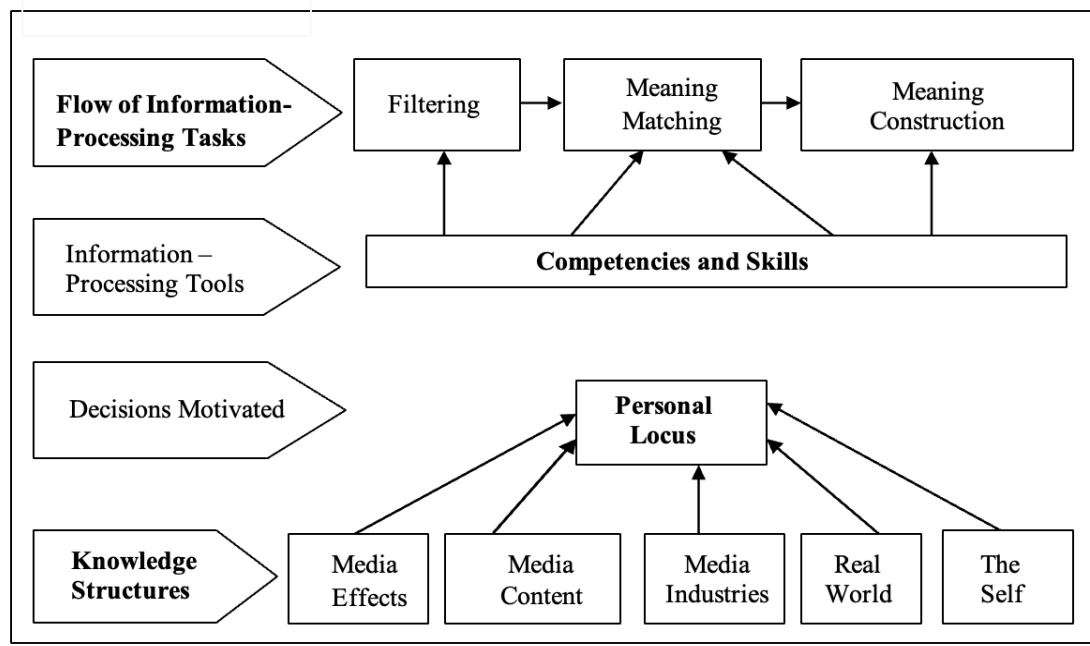 Flow of Information-
Processing Tasks
Filtering
Meaning
Matching
Meaning
Construction
Information –
Processing Tools
Competencies and Skills
Decisions Motivated
Personal
Locus
Knowledge
Structures
Media
Effects
Media
Content
Media
Industries
Real
World
The
Self